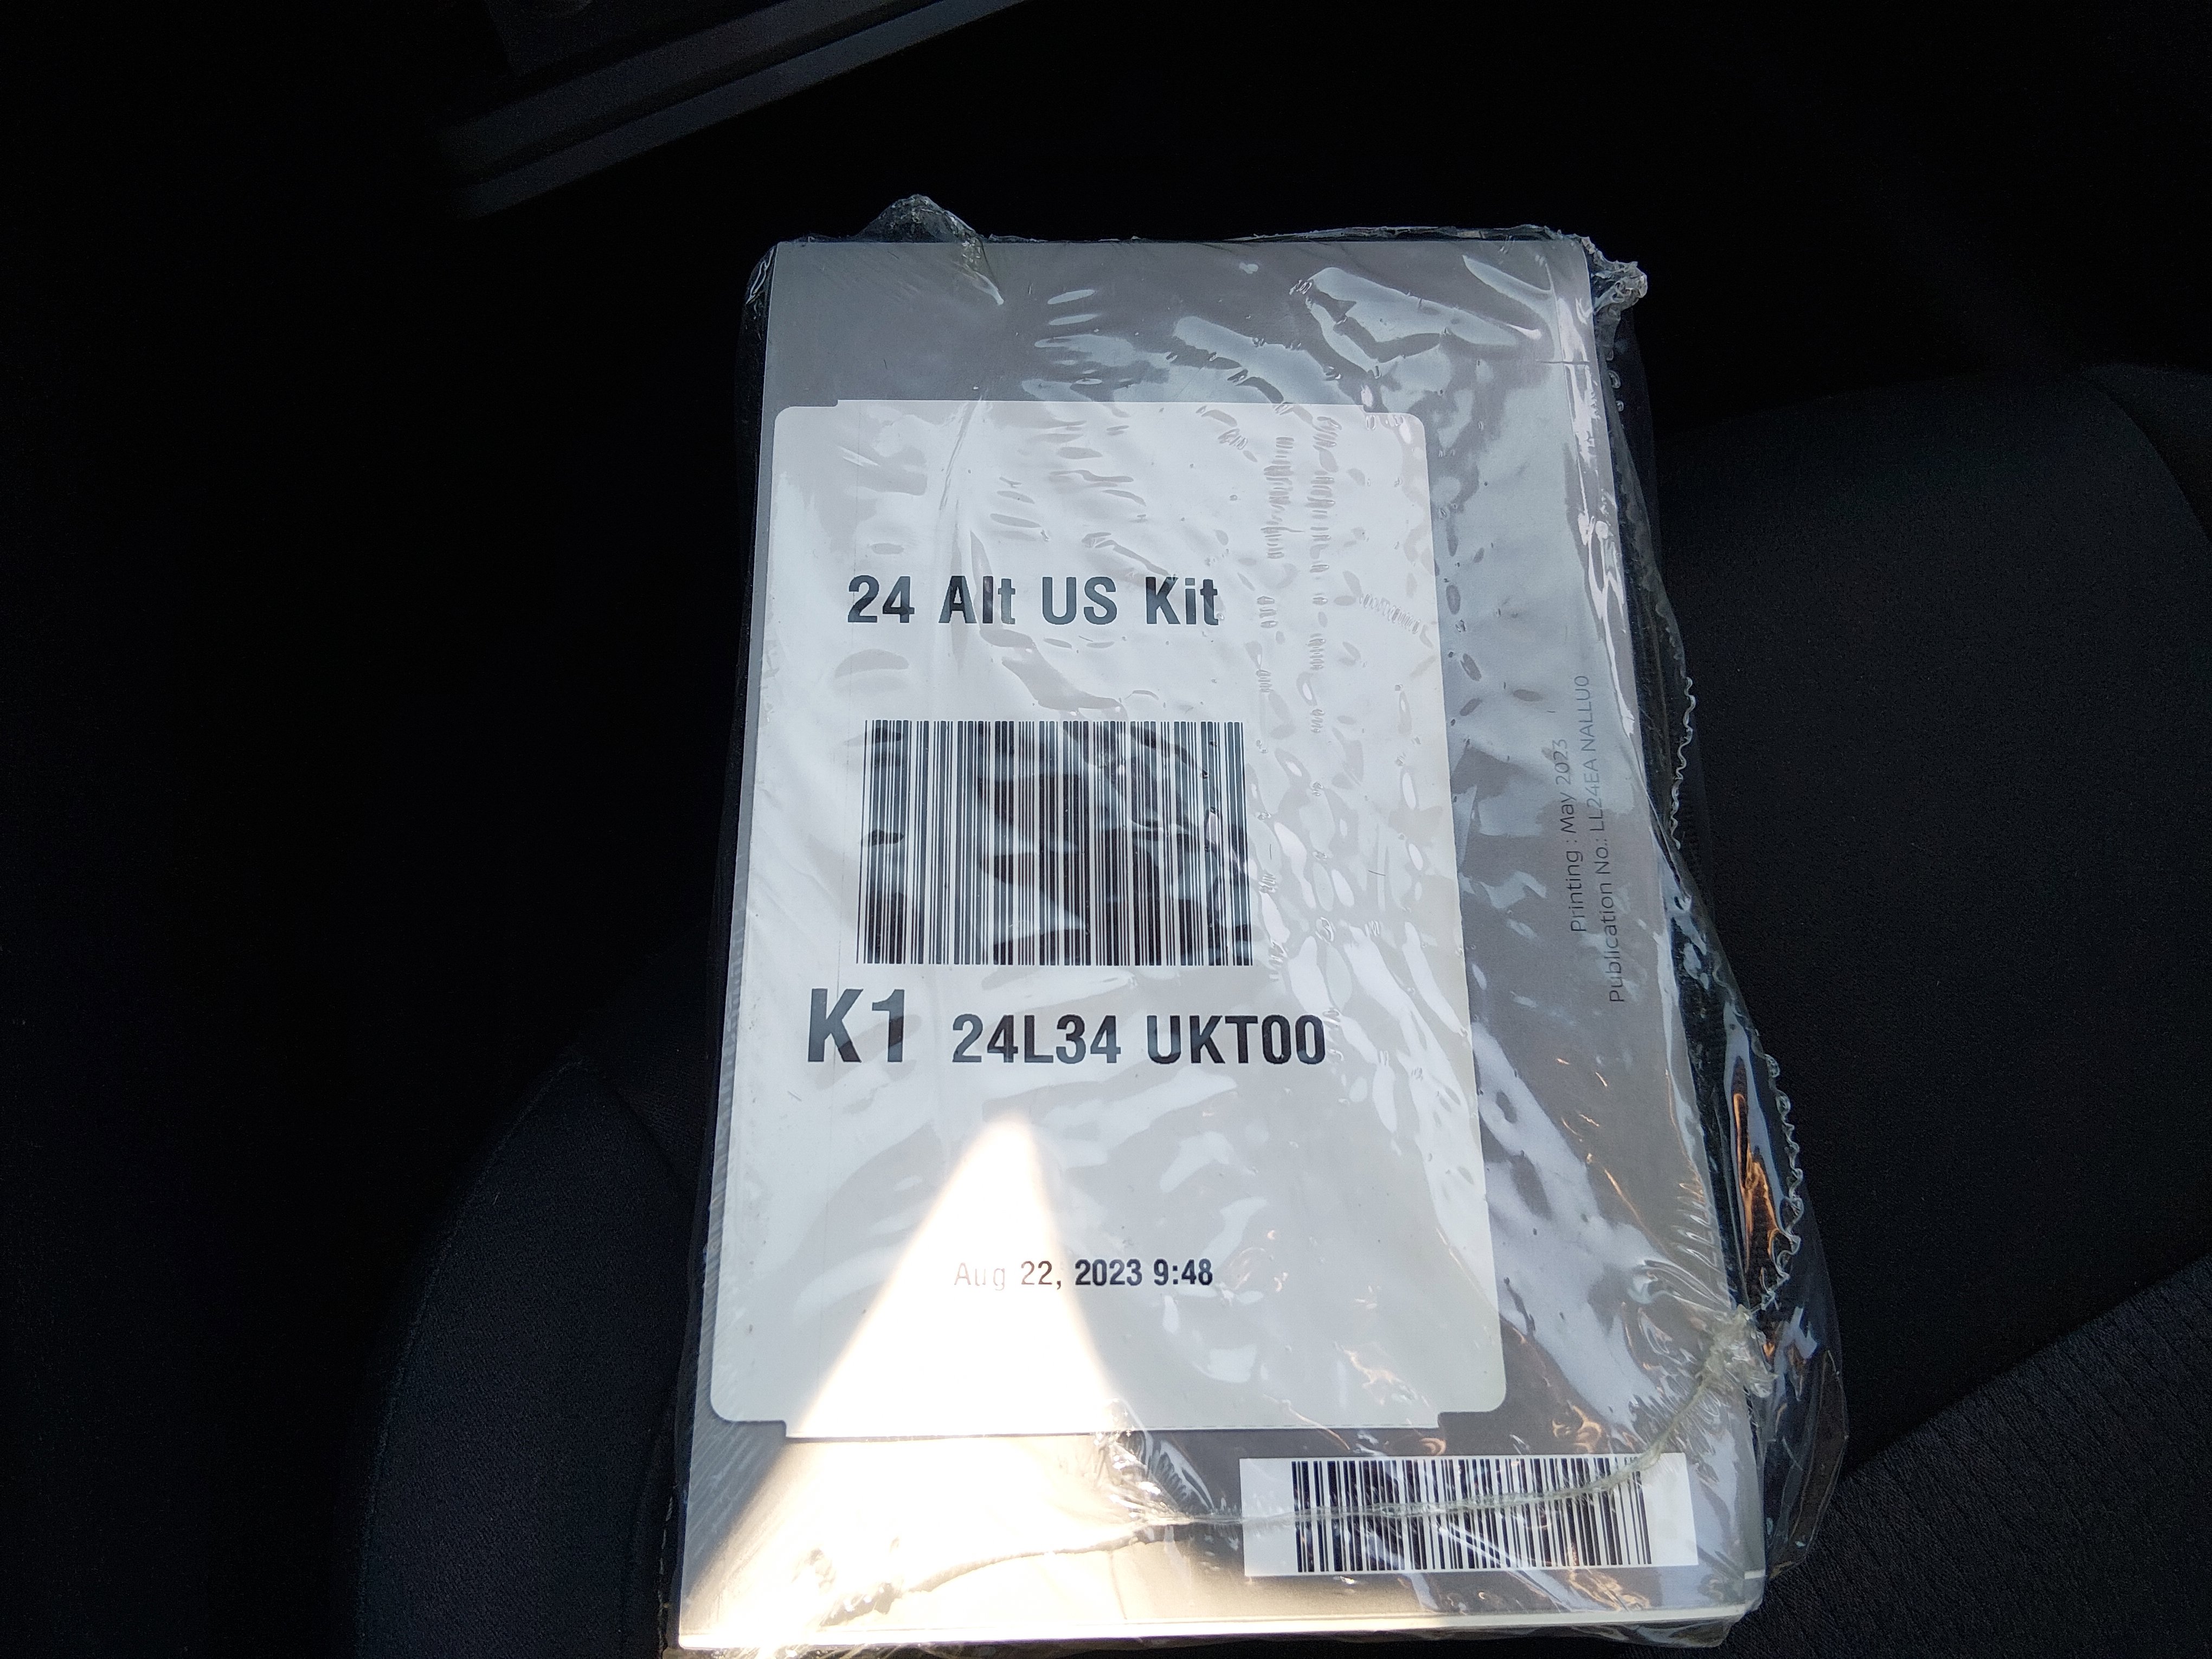 24 Alt US Kit
K1 24L34 UKT00
Aug 22, 2023 9:48
Printing : May 2023
Publication No.: LL24EA NALLU0